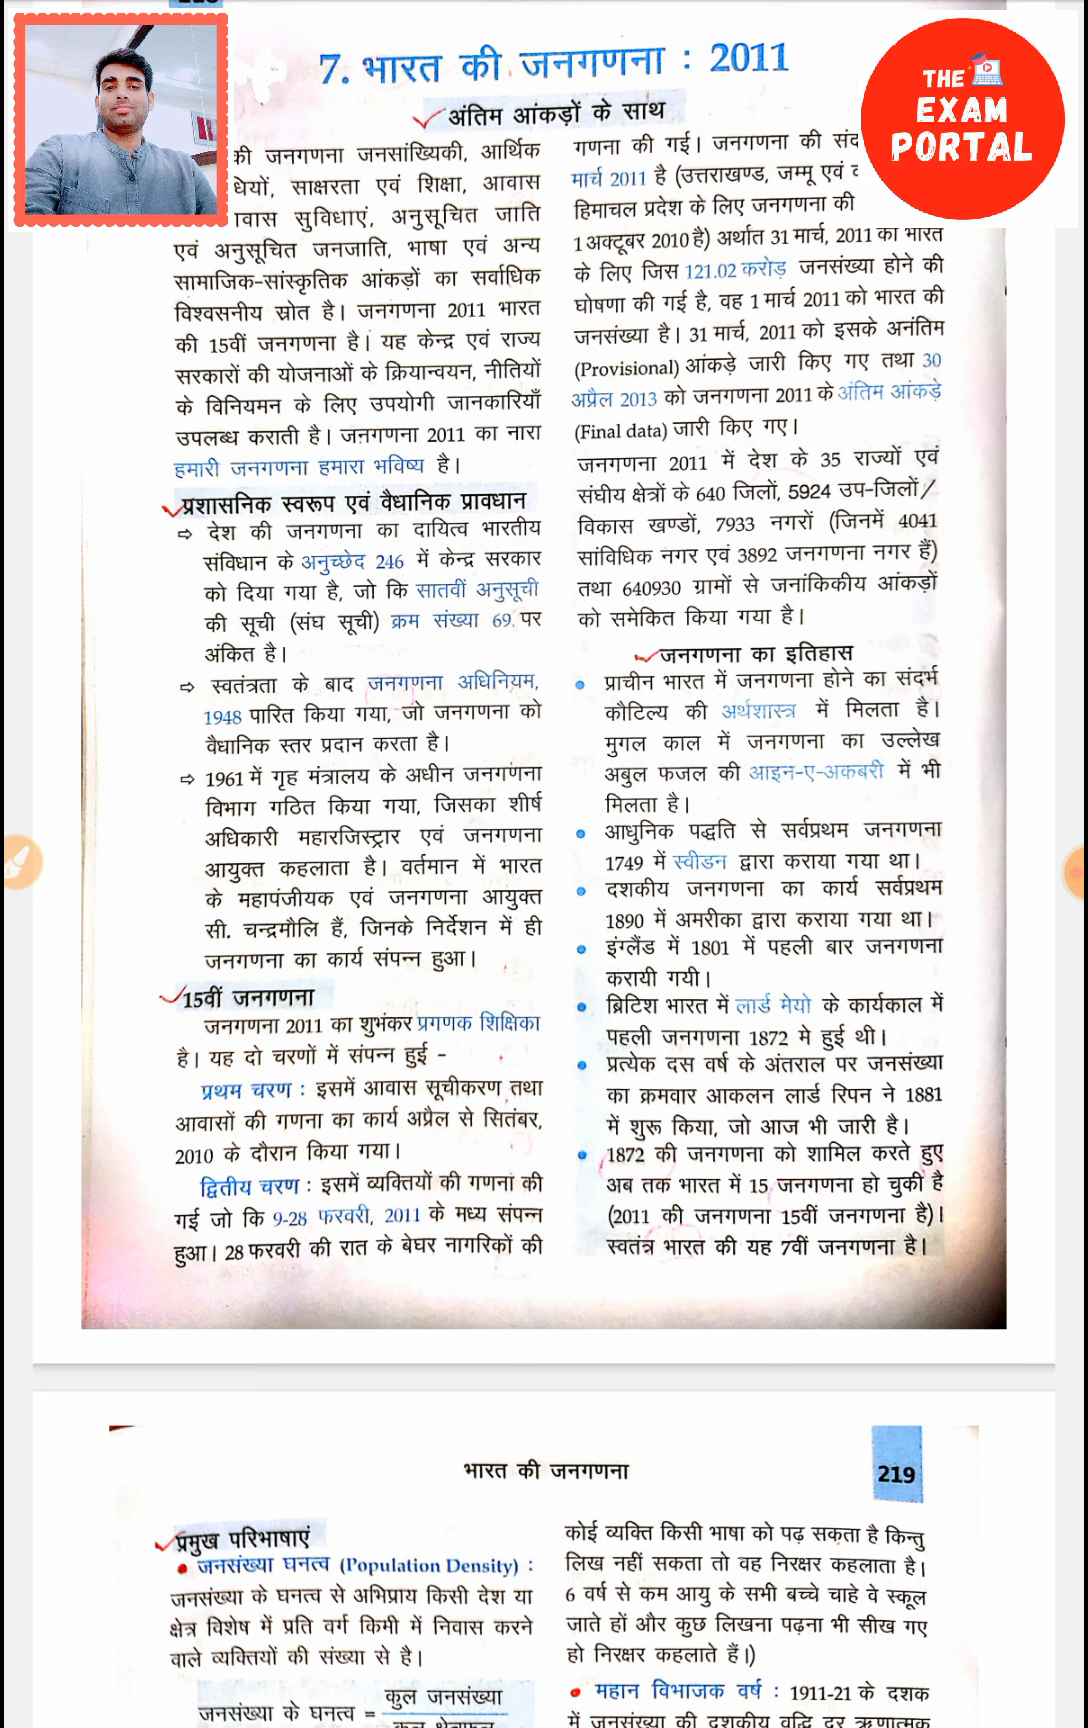 7. भारत की जनगणना : 2011
अंतिम आंकड़ों के साथ
THE
EXAM
PORTAL
की जनगणना जनसांख्यिकी, आर्थिक
धियों, साक्षरता एवं शिक्षा, आवास
वास सुविधाएं, अनुसूचित जाति
एवं अनुसूचित जनजाति, भाषा एवं अन्य
सामाजिक-सांस्कृतिक आंकड़ों का सर्वाधिक
विश्वसनीय स्रोत है। जनगणना 2011 भारत
की 15वीं जनगणना है। यह केन्द्र एवं राज्य
सरकारों की योजनाओं के क्रियान्वयन, नीतियों
के विनियमन के लिए उपयोगी जानकारियाँ
उपलब्ध कराती है। जनगणना 2011 का नारा
हमारी जनगणना हमारा भविष्य है।
प्रशासनिक स्वरूप एवं वैधानिक प्रावधान
⇨ देश की जनगणना का दायित्व भारतीय
संविधान के अनुच्छेद 246 में केन्द्र सरकार
को दिया गया है, जो कि सातवीं अनुसूची
की सूची (संघ सूची) क्रम संख्या 69 पर
अंकित है।
⇨ स्वतंत्रता के बाद जनगणना अधिनियम,
1948 पारित किया गया, जो जनगणना को
वैधानिक स्तर प्रदान करता है।
⇨ 1961 में गृह मंत्रालय के अधीन जनगणना
विभाग गठित किया गया, जिसका शीर्ष
अधिकारी महारजिस्ट्रार एवं जनगणना
आयुक्त कहलाता है। वर्तमान में भारत
के महापंजीयक एवं जनगणना आयुक्त
सी. चन्द्रमौलि हैं, जिनके निर्देशन में ही
जनगणना का कार्य संपन्न हुआ।
15वीं जनगणना
जनगणना 2011 का शुभंकर प्रगणक शिक्षिका
है। यह दो चरणों में संपन्न हुई -
प्रथम चरण : इसमें आवास सूचीकरण तथा
आवासों की गणना का कार्य अप्रैल से सितंबर,
2010 के दौरान किया गया।
द्वितीय चरण : इसमें व्यक्तियों की गणना की
गई जो कि 9-28 फरवरी, 2011 के मध्य संपन्न
हुआ। 28 फरवरी की रात के बेघर नागरिकों की
गणना की गई। जनगणना की संद
मार्च 2011 है (उत्तराखण्ड, जम्मू एवं
हिमाचल प्रदेश के लिए जनगणना की
1 अक्टूबर 2010 है) अर्थात 31 मार्च, 2011 को भारत
के लिए जिस 121.02 करोड़ जनसंख्या होने की
घोषणा की गई है, वह 1 मार्च 2011 को भारत की
जनसंख्या है। 31 मार्च, 2011 को इसके अनंतिम
(Provisional) आंकड़े जारी किए गए तथा 30
अप्रैल 2013 को जनगणना 2011 के अंतिम आंकड़े
(Final data) जारी किए गए।
जनगणना 2011 में देश के 35 राज्यों एवं
संघीय क्षेत्रों के 640 जिलों, 5924 उप-जिलों/
विकास खण्डों, 7933 नगरों (जिनमें 4041
सांविधिक नगर एवं 3892 जनगणना नगर हैं)
तथा 640930 ग्रामों से जनांकिकीय आंकड़ों
को समेकित किया गया है।
जनगणना का इतिहास
• प्राचीन भारत में जनगणना होने का संदर्भ
कौटिल्य की अर्थशास्त्र में मिलता है।
मुगल काल में जनगणना का उल्लेख
अबुल फजल की आइन-ए-अकबरी में भी
मिलता है।
• आधुनिक पद्धति से सर्वप्रथम जनगणना
1749 में स्वीडन द्वारा कराया गया था।
• दशकीय जनगणना का कार्य सर्वप्रथम
1890 में अमरीका द्वारा कराया गया था।
• इंग्लैंड में 1801 में पहली बार जनगणना
करायी गयी।
• ब्रिटिश भारत में लार्ड मेयो के कार्यकाल में
पहली जनगणना 1872 मे हुई थी।
• प्रत्येक दस वर्ष के अंतराल पर जनसंख्या
का क्रमवार आकलन लार्ड रिपन ने 1881
में शुरू किया, जो आज भी जारी है।
• 1872 की जनगणना को शामिल करते हुए
अब तक भारत में 15 जनगणना हो चुकी है
(2011 की जनगणना 15वीं जनगणना है)।
स्वतंत्र भारत की यह 7वीं जनगणना है।
भारत की जनगणना
219
प्रमुख परिभाषाएं
• जनसंख्या घनत्व (Population Density) :
जनसंख्या के घनत्व से अभिप्राय किसी देश या
क्षेत्र विशेष में प्रति वर्ग किमी में निवास करने
वाले व्यक्तियों की संख्या से है।
कुल जनसंख्या
जनसंख्या के घनत्व =
कुल क्षेत्रफल
कोई व्यक्ति किसी भाषा को पढ़ सकता है किन्तु
लिख नहीं सकता तो वह निरक्षर कहलाता है।
6 वर्ष से कम आयु के सभी बच्चे चाहे वे स्कूल
जाते हों और कुछ लिखना पढ़ना भी सीख गए
हो निरक्षर कहलाते हैं।)
• महान विभाजक वर्ष : 1911-21 के दशक
में जनसंख्या की दशकीय वृद्धि दर ऋणात्मक